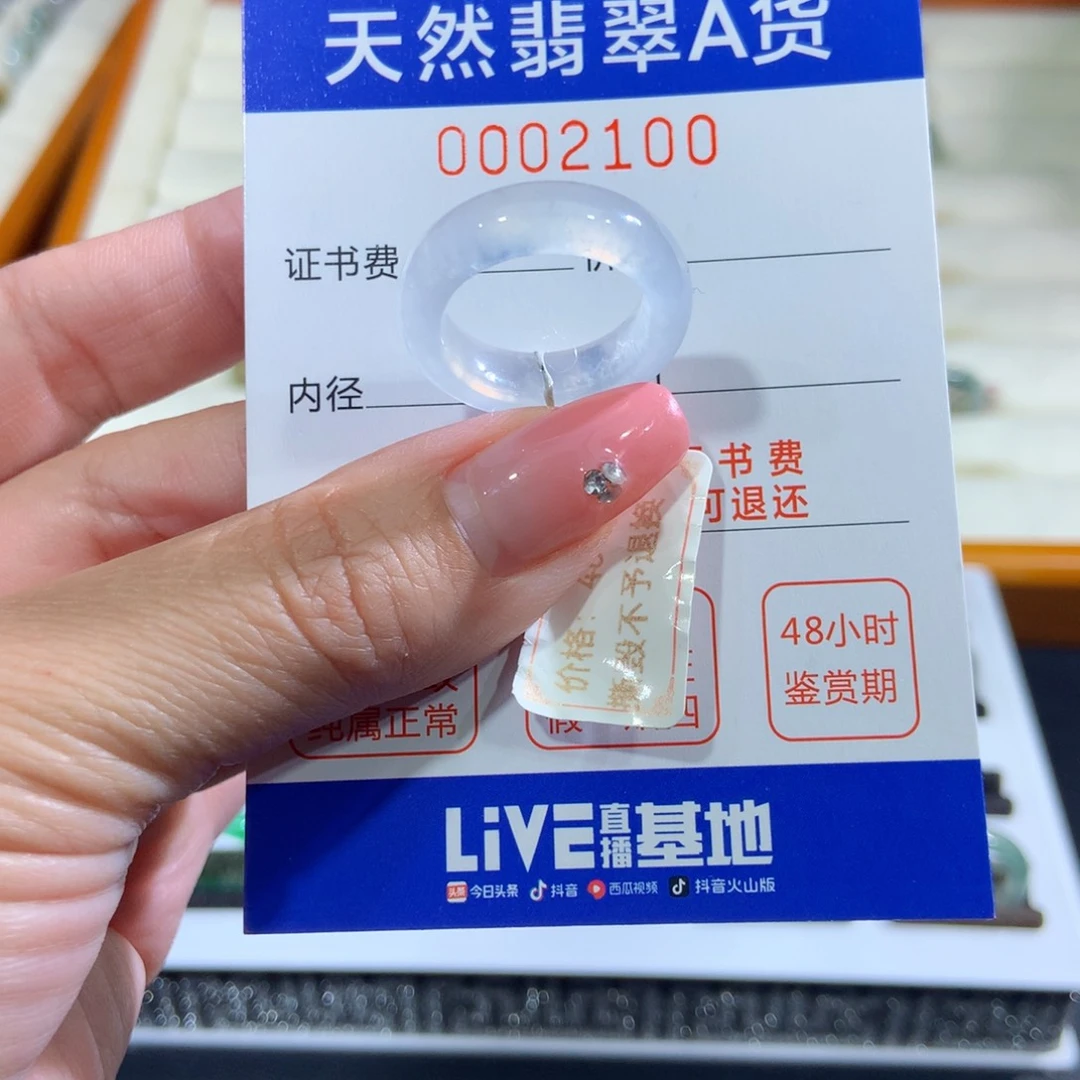 天然翡翠A货
0002100
证书费
内径
书费
可退还
纯属正常
假
四
48小时
鉴赏期
价格：
撕毁不予退换
LiVE直播基地
头条 今日头条 抖音 西瓜视频 抖音火山版